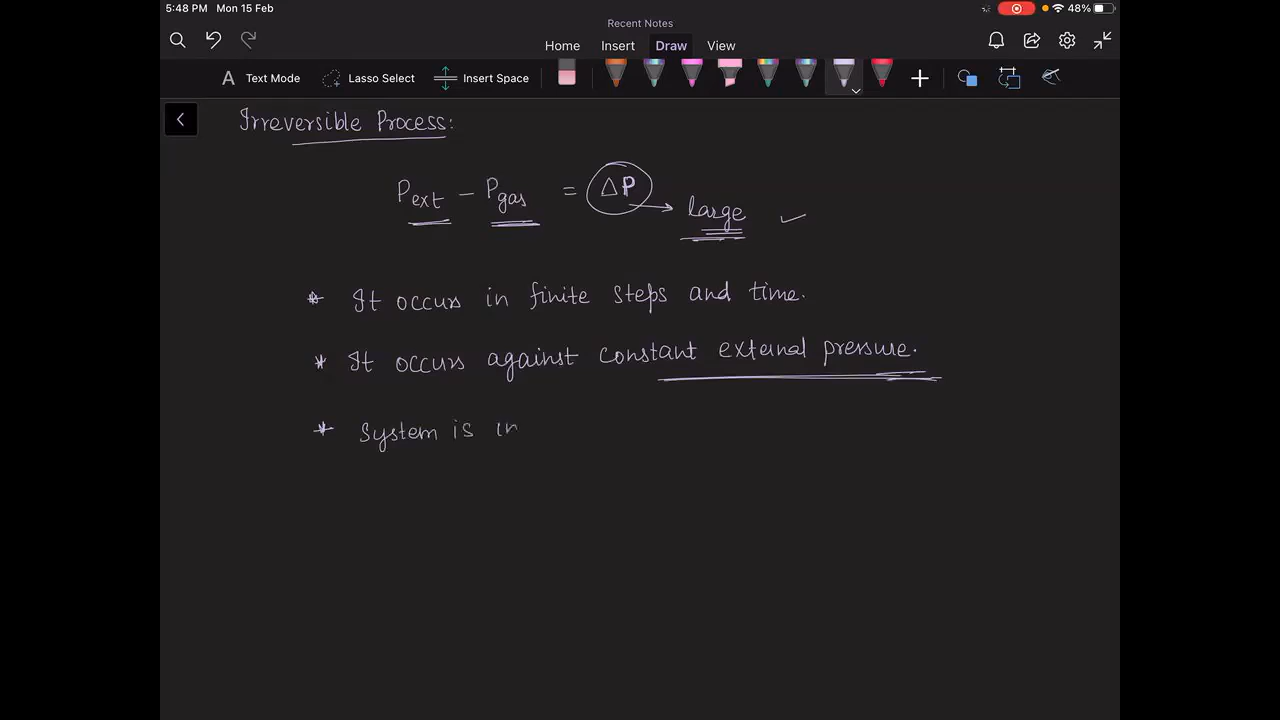 5:48 PM Mon 15 Feb 48%
Recent Notes
Home Insert Draw View
A Text Mode Lasso Select Insert Space
Irreversible Process:
Pext - Pgas = ΔP → large ✓
* It occurs in finite steps and time.
* It occurs against constant external pressure.
* System is in